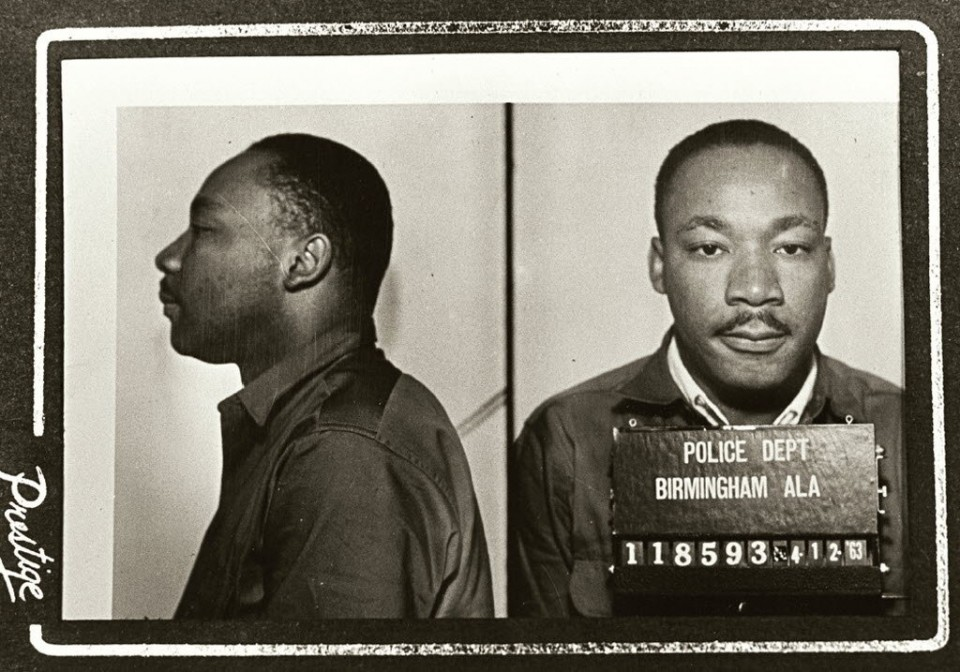 POLICE DEPT
BIRMINGHAM ALA
118593 4-12-63
Prestige